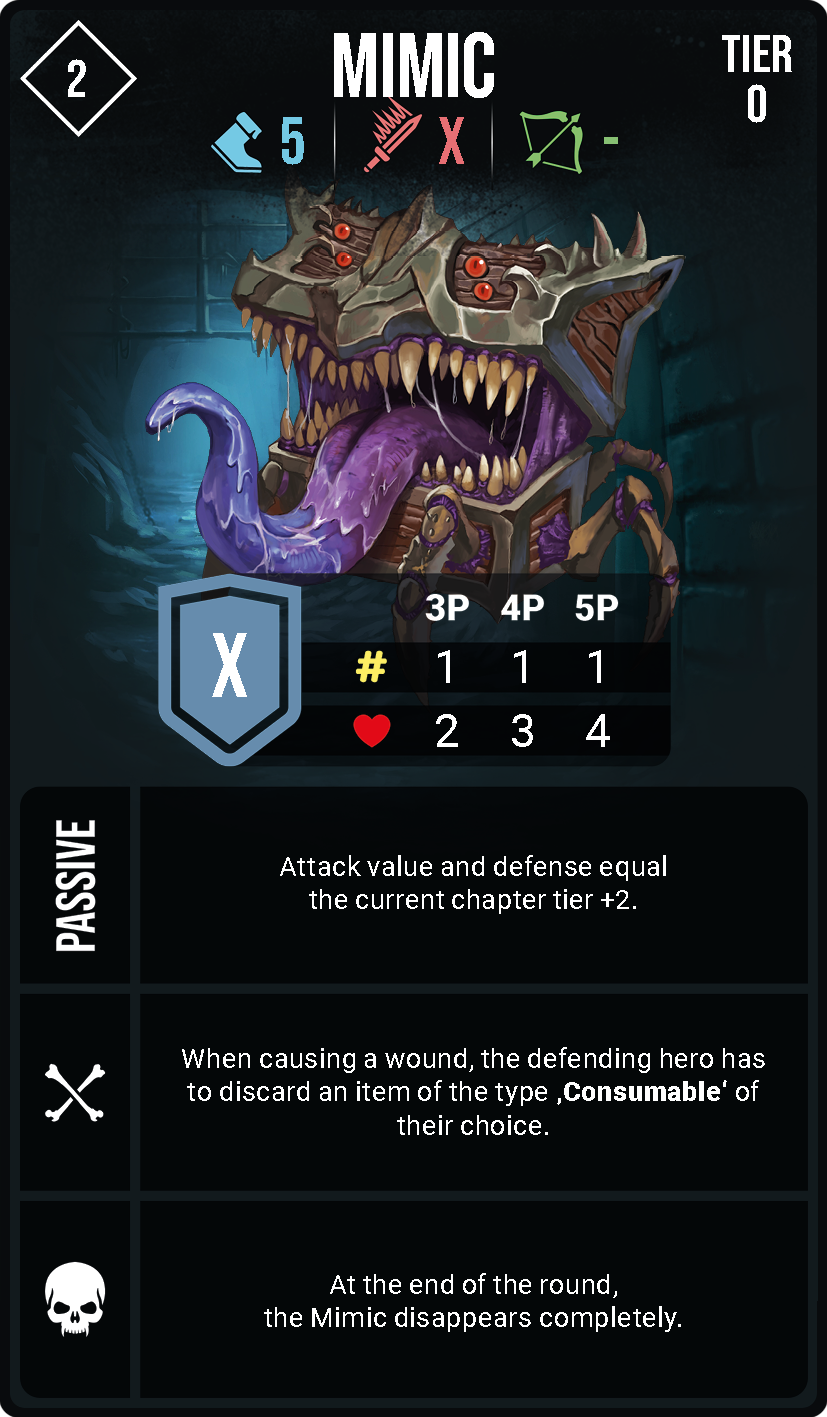 2
MIMIC
TIER
0
5
X
-
3P 4P 5P
X
# 1 1 1
2 3 4
PASSIVE
Attack value and defense equal
the current chapter tier +2.
When causing a wound, the defending hero has
to discard an item of the type ‚Consumable‘ of
their choice.
At the end of the round,
the Mimic disappears completely.